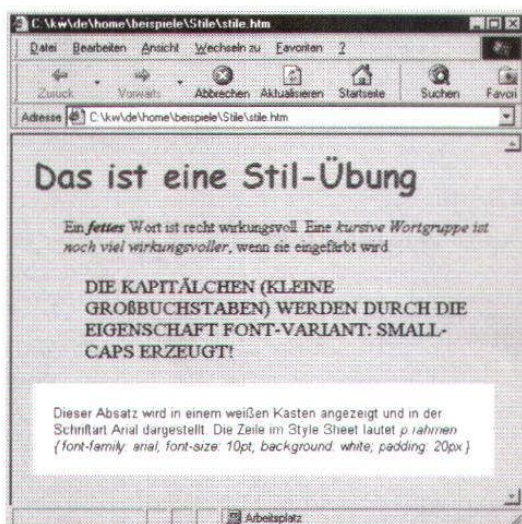 C:\kw\de\home\beispiele\Stile\stile.htm
Datei Bearbeiten Ansicht Wechseln zu Favoriten ?
Zurück Vorwärts Abbrechen Aktualisieren Startseite Suchen Favori
Adresse C:\kw\de\home\beispiele\Stile\stile.htm
Das ist eine Stil-Übung
Ein fettes Wort ist recht wirkungsvoll. Eine kursive Wortgruppe ist
noch viel wirkungsvoller, wenn sie eingefärbt wird.
DIE KAPITÄLCHEN (KLEINE
GROßBUCHSTABEN) WERDEN DURCH DIE
EIGENSCHAFT FONT-VARIANT: SMALL-
CAPS ERZEUGT!
Dieser Absatz wird in einem weißen Kasten angezeigt und in der
Schriftart Arial dargestellt. Die Zeile im Style Sheet lautet p.rahmen
{font-family: arial, font-size: 10pt, background: white; padding: 20px}
Arbeitsplatz